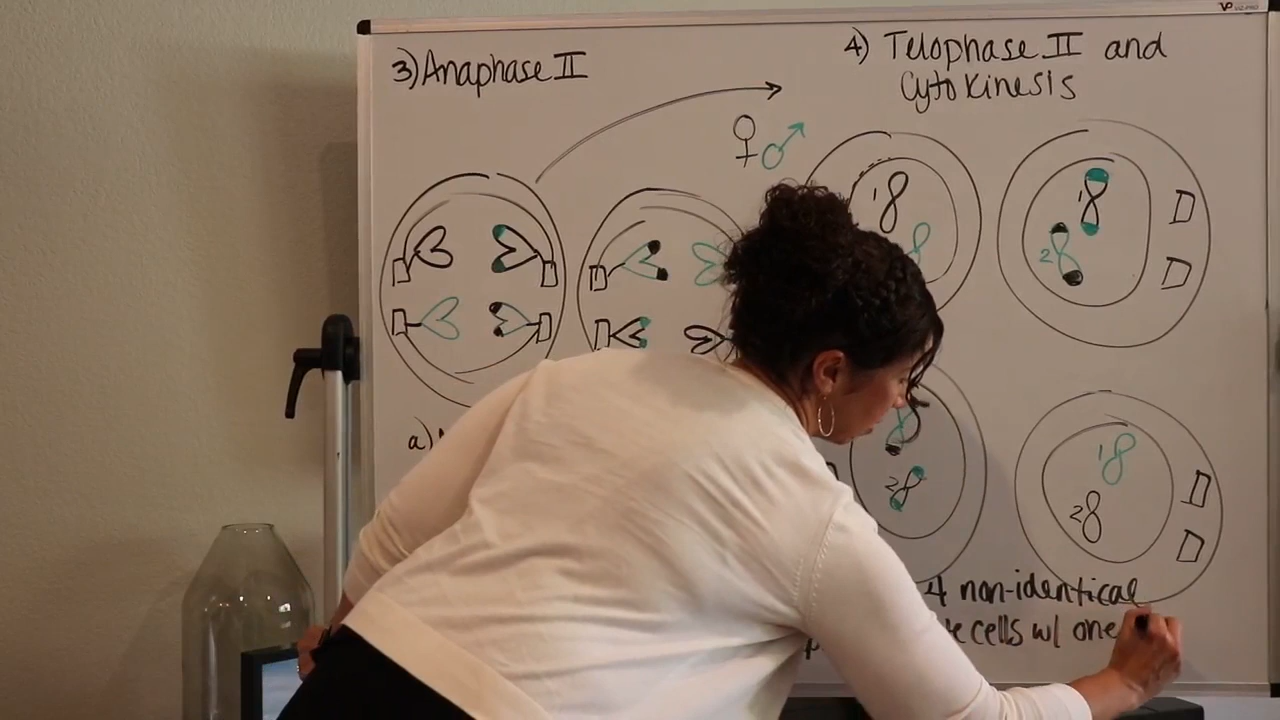 3) Anaphase II
4) Telophase II and
Cytokinesis
♀ ♂
1
1
2
1
2
2
a)
4 non-identical
cells w/ one